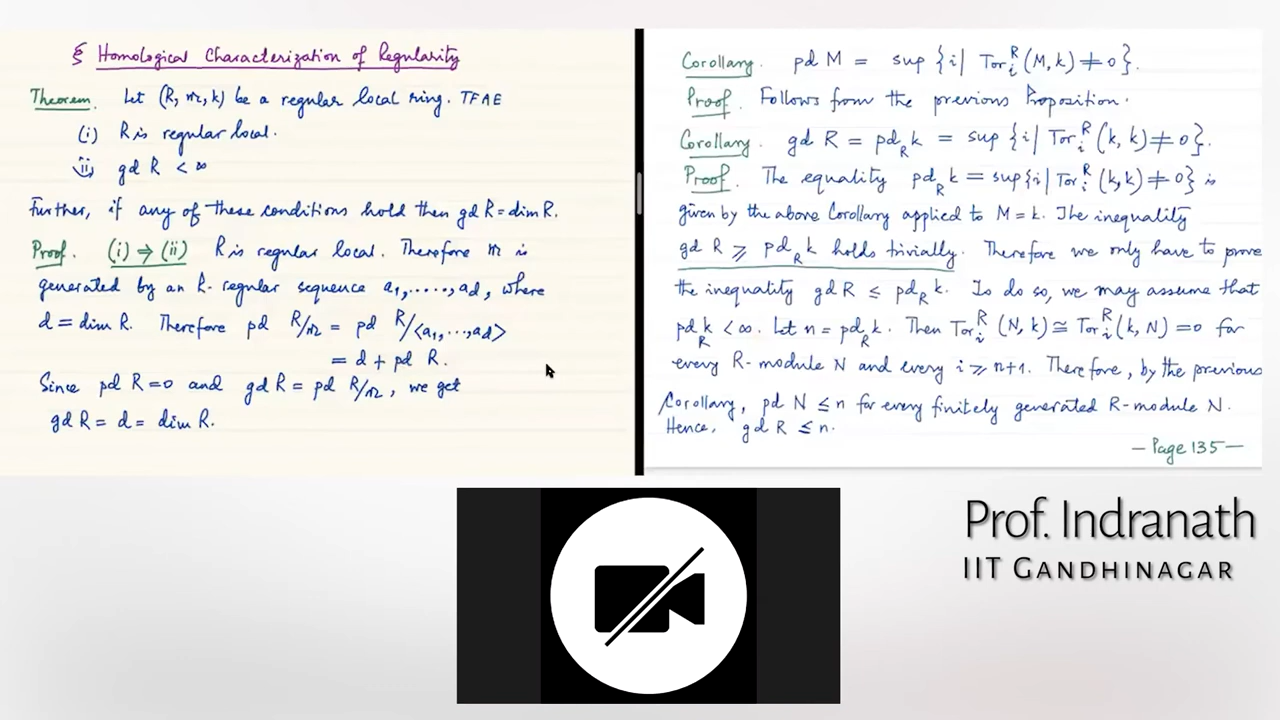 § Homological Characterization of Regularity
Theorem. Let (R, m, k) be a regular local ring. TFAE
(i) R is regular local.
(ii) gd R < ∞
Further, if any of these conditions hold then gd R = dim R.
Proof. (i) ⇒ (ii) R is regular local. Therefore m is
generated by an R-regular sequence a₁,....., a_d, where
d = dim R. Therefore pd R/m = pd R/<a₁,...,a_d>
= d + pd R.
Since pd R = 0 and gd R = pd R/m, we get
gd R = d = dim R.
Corollary. pd M = sup {i | Tor_i^R (M, k) ≠ 0}.
Proof. Follows from the previous Proposition.
Corollary. gd R = pd_R k = sup {i | Tor_i^R (k, k) ≠ 0}.
Proof. The equality pd_R k = sup{i | Tor_i^R (k,k) ≠ 0} is
given by the above Corollary applied to M = k. The inequality
gd R ⩾ pd_R k holds trivially. Therefore we only have to prove
the inequality gd R ≤ pd_R k. To do so, we may assume that
pd_R k < ∞. Let n = pd_R k. Then Tor_i^R (N, k) ≅ Tor_i^R (k, N) = 0 for
every R-module N and every i ⩾ n+1. Therefore, by the previous
Corollary, pd N ≤ n for every finitely generated R-module N.
Hence, gd R ≤ n.
— Page 135 —
Prof. Indranath
IIT GANDHINAGAR